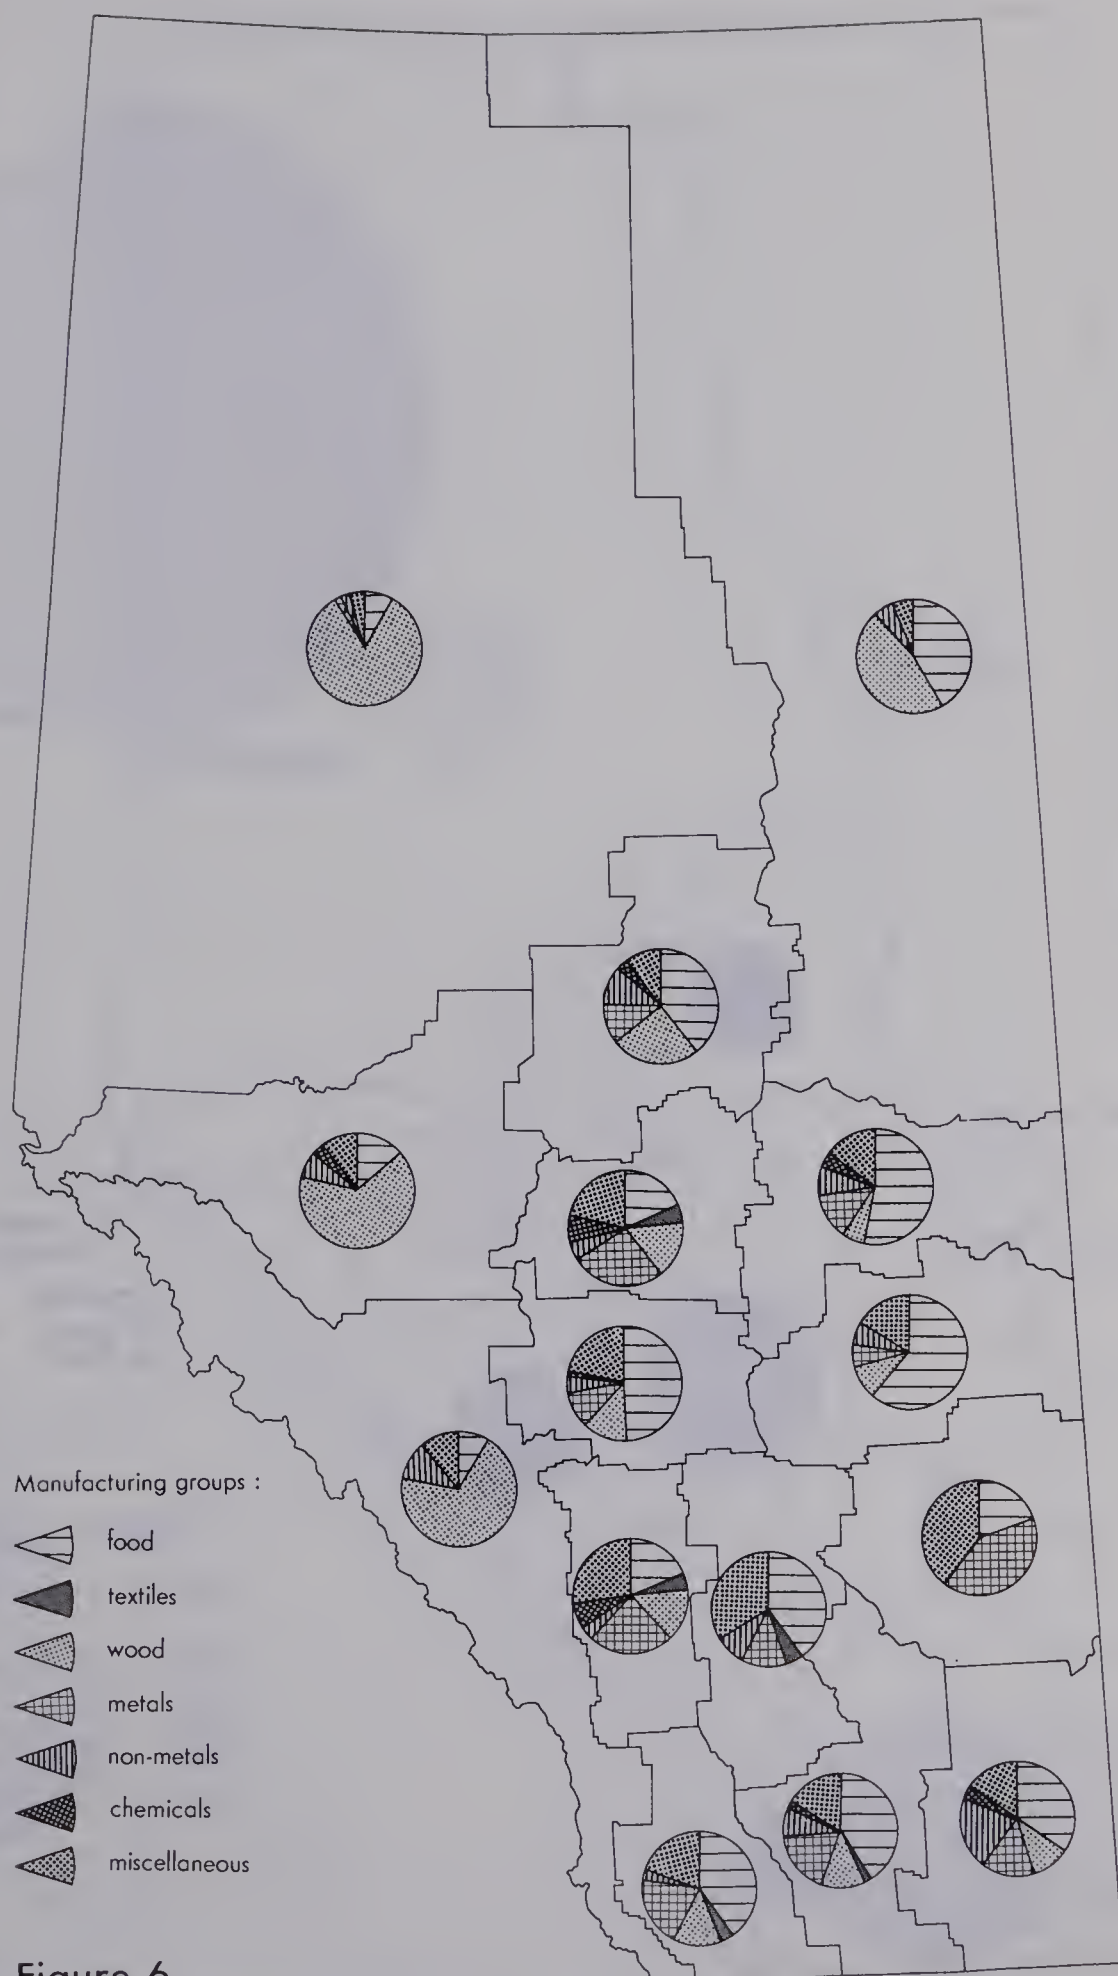 Manufacturing groups :
food
textiles
wood
metals
non-metals
chemicals
miscellaneous
Figure 6